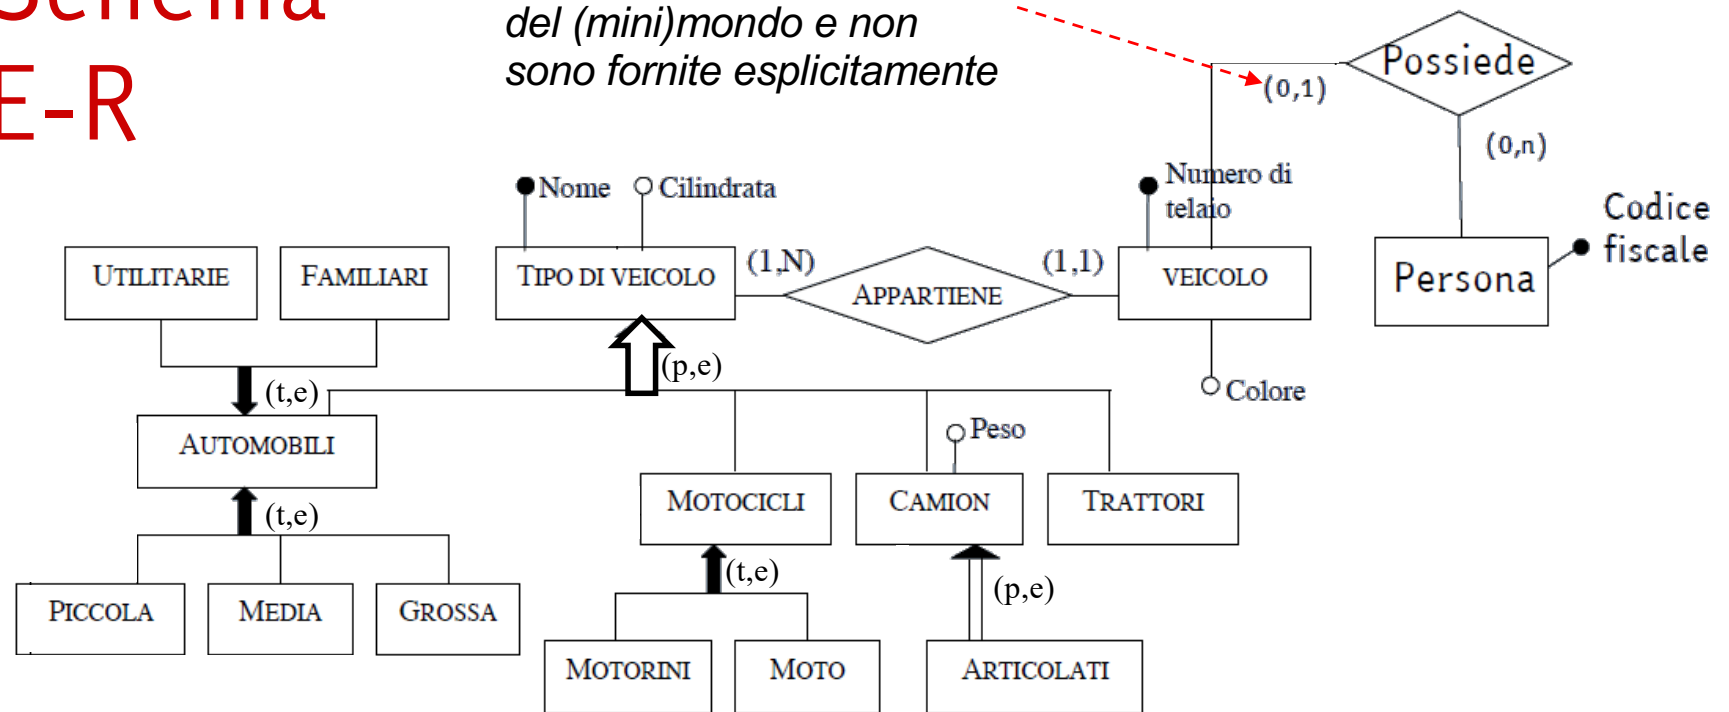 Schema
E-R
del (mini)mondo e non
sono fornite esplicitamente
Possiede
(0,1)
(0,n)
Nome
Cilindrata
Numero di
telaio
Codice
fiscale
UTILITARIE
FAMILIARI
TIPO DI VEICOLO
(1,N)
APPARTIENE
(1,1)
VEICOLO
Persona
(p,e)
(t,e)
Colore
AUTOMOBILI
Peso
(t,e)
MOTOCICLI
CAMION
TRATTORI
(t,e)
(p,e)
PICCOLA
MEDIA
GROSSA
MOTORINI
MOTO
ARTICOLATI